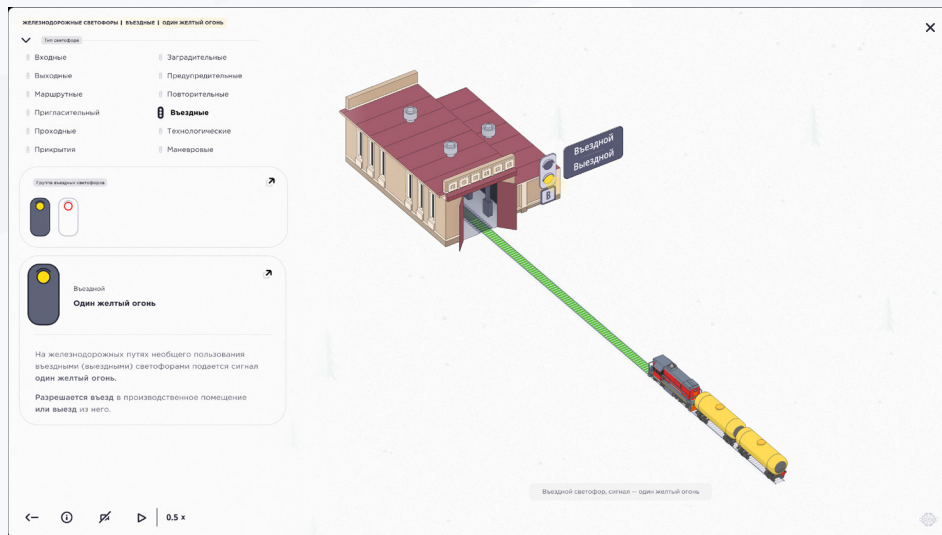 ЖЕЛЕЗНОДОРОЖНЫЕ СВЕТОФОРЫ | ВЪЕЗДНЫЕ | ОДИН ЖЕЛТЫЙ ОГОНЬ
Тип светофора
Входные
Выходные
Маршрутные
Пригласительный
Проходные
Прикрытия
Заградительные
Предупредительные
Повторительные
Въездные
Технологические
Маневровые
Группа въездных светофоров
Въездной
Один желтый огонь
На железнодорожных путях необщего пользования
въездными (выездными) светофорами подается сигнал
один желтый огонь.
Разрешается въезд в производственное помещение
или выезд из него.
Въездной
Выездной
В
Въездной светофор, сигнал — один желтый огонь
0.5 x